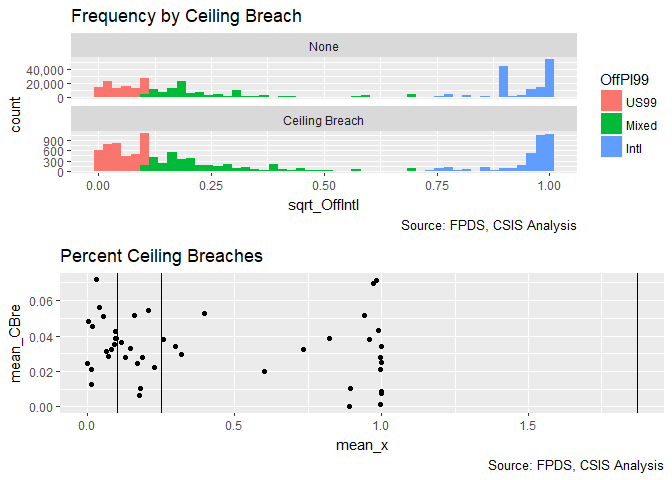 Frequency by Ceiling Breach
None
40,000
20,000
0
Ceiling Breach
900
600
300
0
count
0.00 0.25 0.50 0.75 1.00
sqrt_OffIntl
OffPl99
US99
Mixed
Intl
Source: FPDS, CSIS Analysis
Percent Ceiling Breaches
0.06
0.04
0.02
0.00
mean_CBre
0.0 0.5 1.0 1.5
mean_x
Source: FPDS, CSIS Analysis